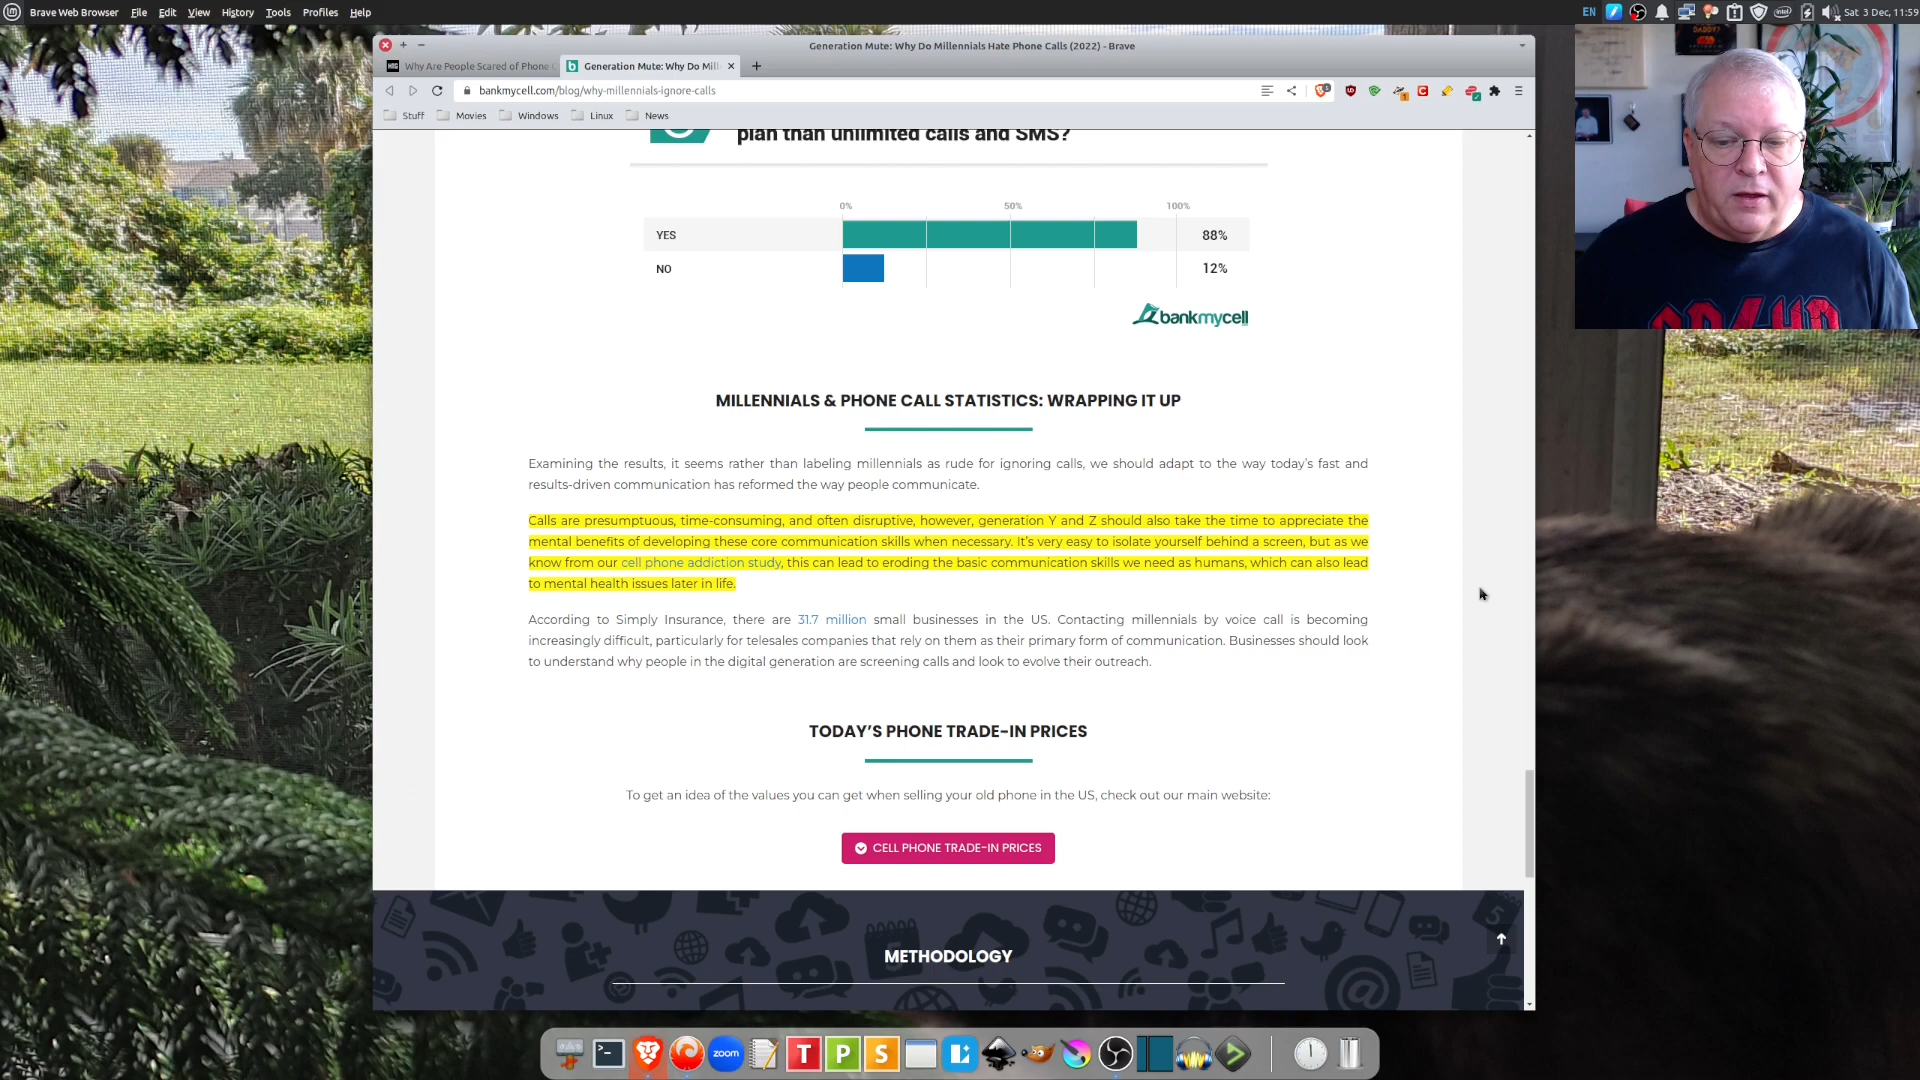 Brave Web Browser File Edit View History Tools Profiles Help
EN Sat 3 Dec, 11:59
Generation Mute: Why Do Millennials Hate Phone Calls (2022) - Brave
Why Are People Scared of Phone
Generation Mute: Why Do Mill
bankmycell.com/blog/why-millennials-ignore-calls
Stuff Movies Windows Linux News
plan than unlimited calls and SMS?
0% 50% 100%
YES 88%
NO 12%
bankmycell
MILLENNIALS & PHONE CALL STATISTICS: WRAPPING IT UP
Examining the results, it seems rather than labeling millennials as rude for ignoring calls, we should adapt to the way today's fast and
results-driven communication has reformed the way people communicate.
Calls are presumptuous, time-consuming, and often disruptive, however, generation Y and Z should also take the time to appreciate the
mental benefits of developing these core communication skills when necessary. It's very easy to isolate yourself behind a screen, but as we
know from our cell phone addiction study, this can lead to eroding the basic communication skills we need as humans, which can also lead
to mental health issues later in life.
According to Simply Insurance, there are 31.7 million small businesses in the US. Contacting millennials by voice call is becoming
increasingly difficult, particularly for telesales companies that rely on them as their primary form of communication. Businesses should look
to understand why people in the digital generation are screening calls and look to evolve their outreach.
TODAY'S PHONE TRADE-IN PRICES
To get an idea of the values you can get when selling your old phone in the US, check out our main website:
CELL PHONE TRADE-IN PRICES
METHODOLOGY
zoom T P S